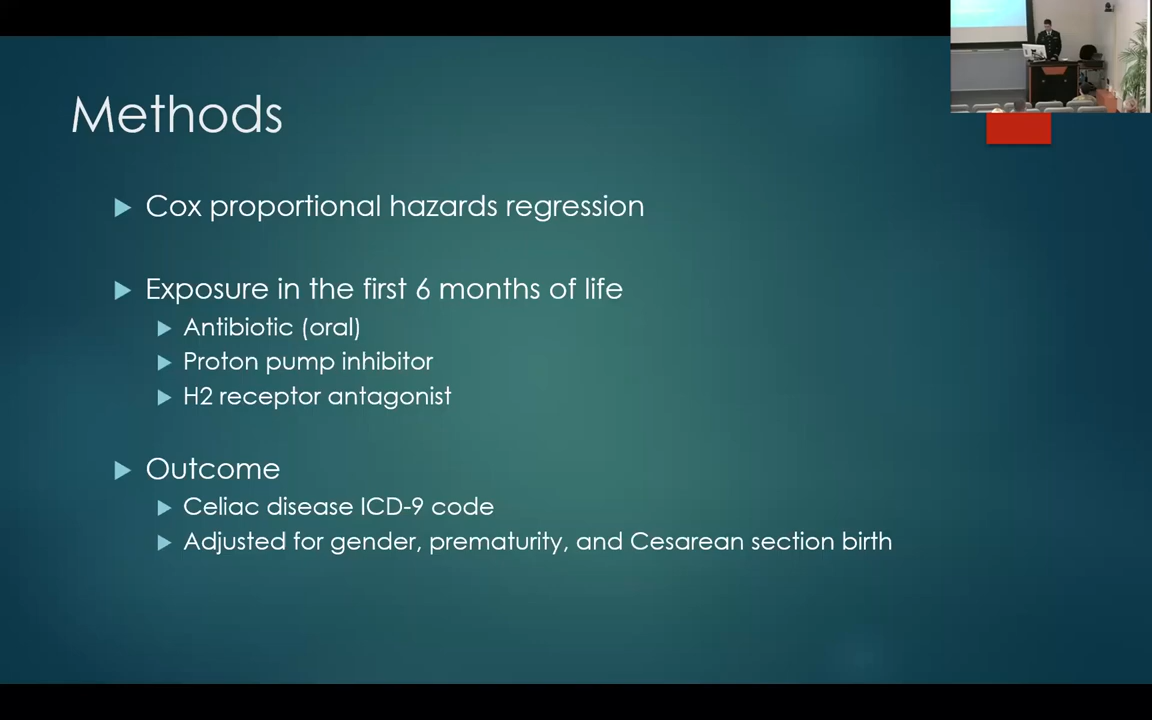 Methods
Cox proportional hazards regression
Exposure in the first 6 months of life
Antibiotic (oral)
Proton pump inhibitor
H2 receptor antagonist
Outcome
Celiac disease ICD-9 code
Adjusted for gender, prematurity, and Cesarean section birth